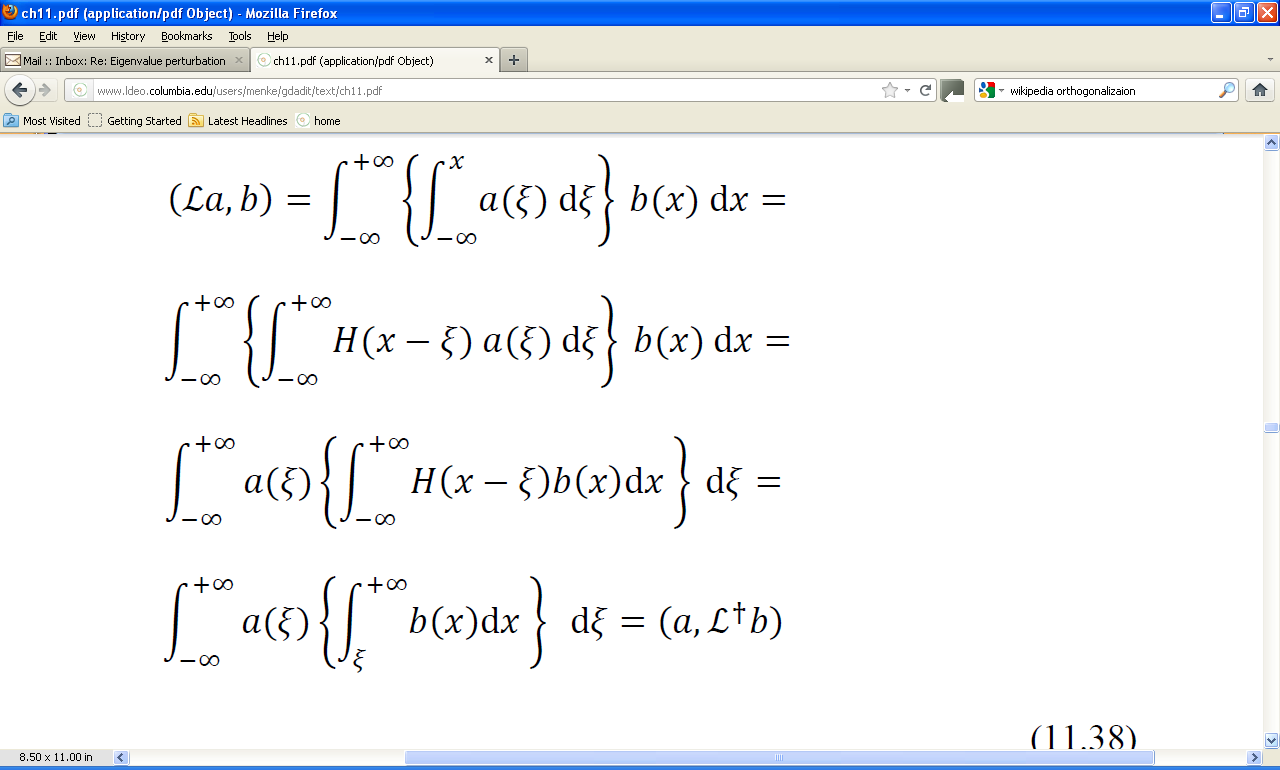 ch11.pdf (application/pdf Object) - Mozilla Firefox
File Edit View History Bookmarks Tools Help
Mail :: Inbox: Re: Eigenvalue perturbation × ch11.pdf (application/pdf Object) × +
www.ldeo.columbia.edu/users/menke/gladit/text/ch11.pdf wikipedia orthogonalizaion
Most Visited Getting Started Latest Headlines home
(ℒa, b) = ∫_{−∞}^{+∞} { ∫_{−∞}^{x} a(ξ) dξ } b(x) dx =
∫_{−∞}^{+∞} { ∫_{−∞}^{+∞} H(x − ξ) a(ξ) dξ } b(x) dx =
∫_{−∞}^{+∞} a(ξ) { ∫_{−∞}^{+∞} H(x − ξ)b(x)dx } dξ =
∫_{−∞}^{+∞} a(ξ) { ∫_{ξ}^{+∞} b(x)dx } dξ = (a, ℒ†b)
(11.38)
8.50 x 11.00 in